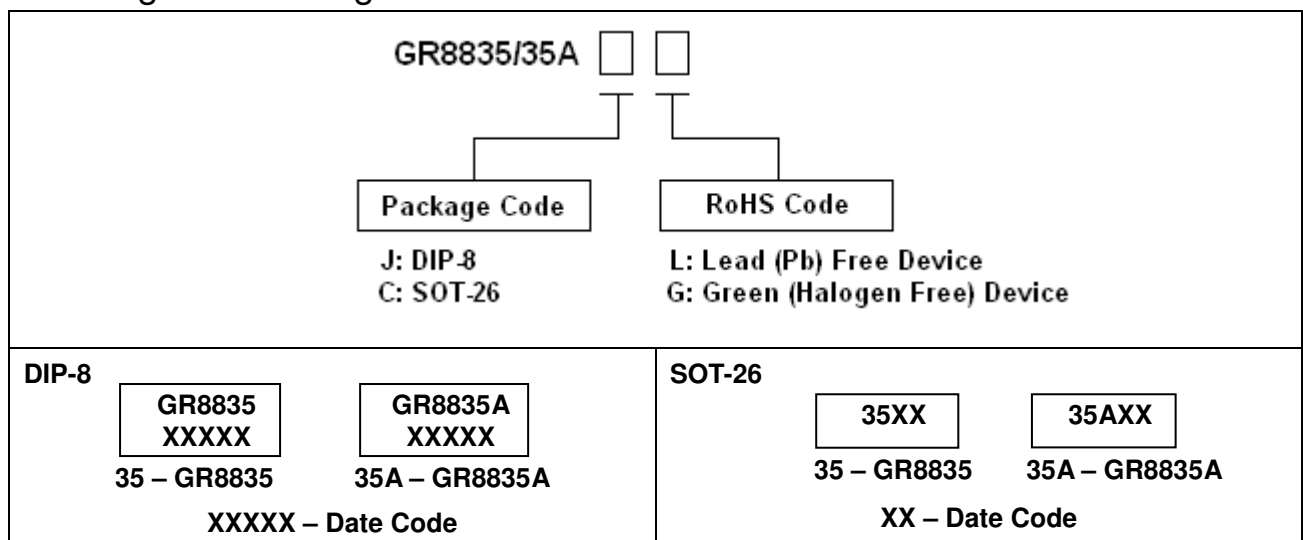 GR8835/35A
Package Code RoHS Code
J: DIP-8 L: Lead (Pb) Free Device
C: SOT-26 G: Green (Halogen Free) Device
DIP-8
GR8835 GR8835A
XXXXX XXXXX
35 – GR8835 35A – GR8835A
XXXXX – Date Code
SOT-26
35XX 35AXX
35 – GR8835 35A – GR8835A
XX – Date Code